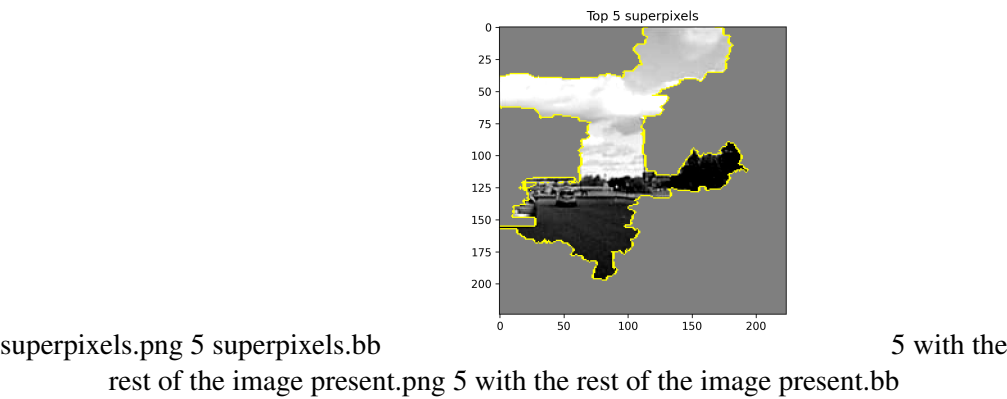 Top 5 superpixels
0
25
50
75
100
125
150
175
200
0 50 100 150 200
superpixels.png 5 superpixels.bb 5 with the
rest of the image present.png 5 with the rest of the image present.bb